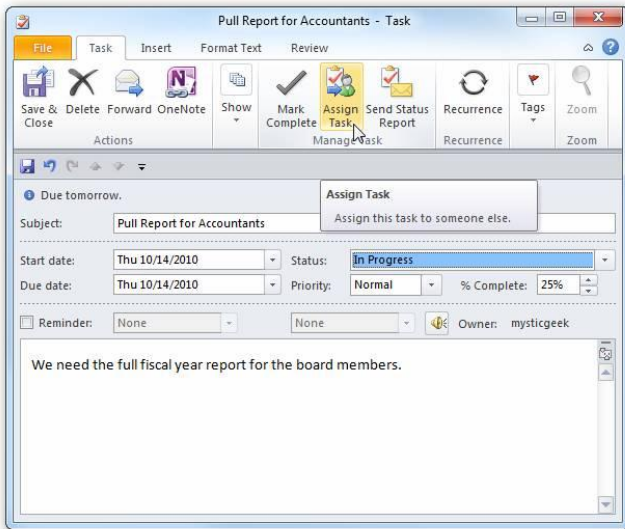 Pull Report for Accountants - Task
File Task Insert Format Text Review
Save & Close Delete Forward OneNote Show Mark Complete Assign Task Send Status Report Recurrence Tags Zoom
Actions Manage Task Recurrence Zoom
Due tomorrow.
Assign Task
Assign this task to someone else.
Subject: Pull Report for Accountants
Start date: Thu 10/14/2010 Status: In Progress
Due date: Thu 10/14/2010 Priority: Normal % Complete: 25%
Reminder: None None Owner: mysticgeek
We need the full fiscal year report for the board members.